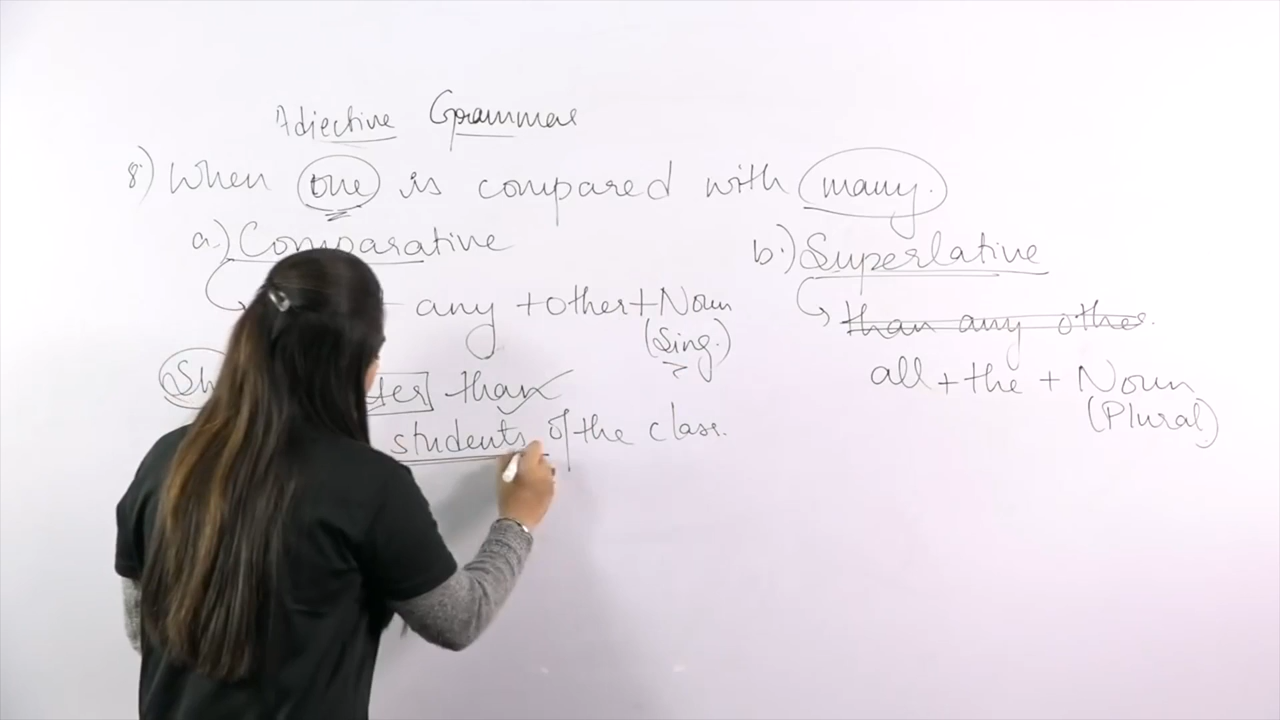 Adjective Grammar
8.) When one is compared with many.
a.) Comparative
+ any + other + Noun
(Sing.)
than
students of the class.
b.) Superlative
than any other.
all + the + Noun
(Plural)